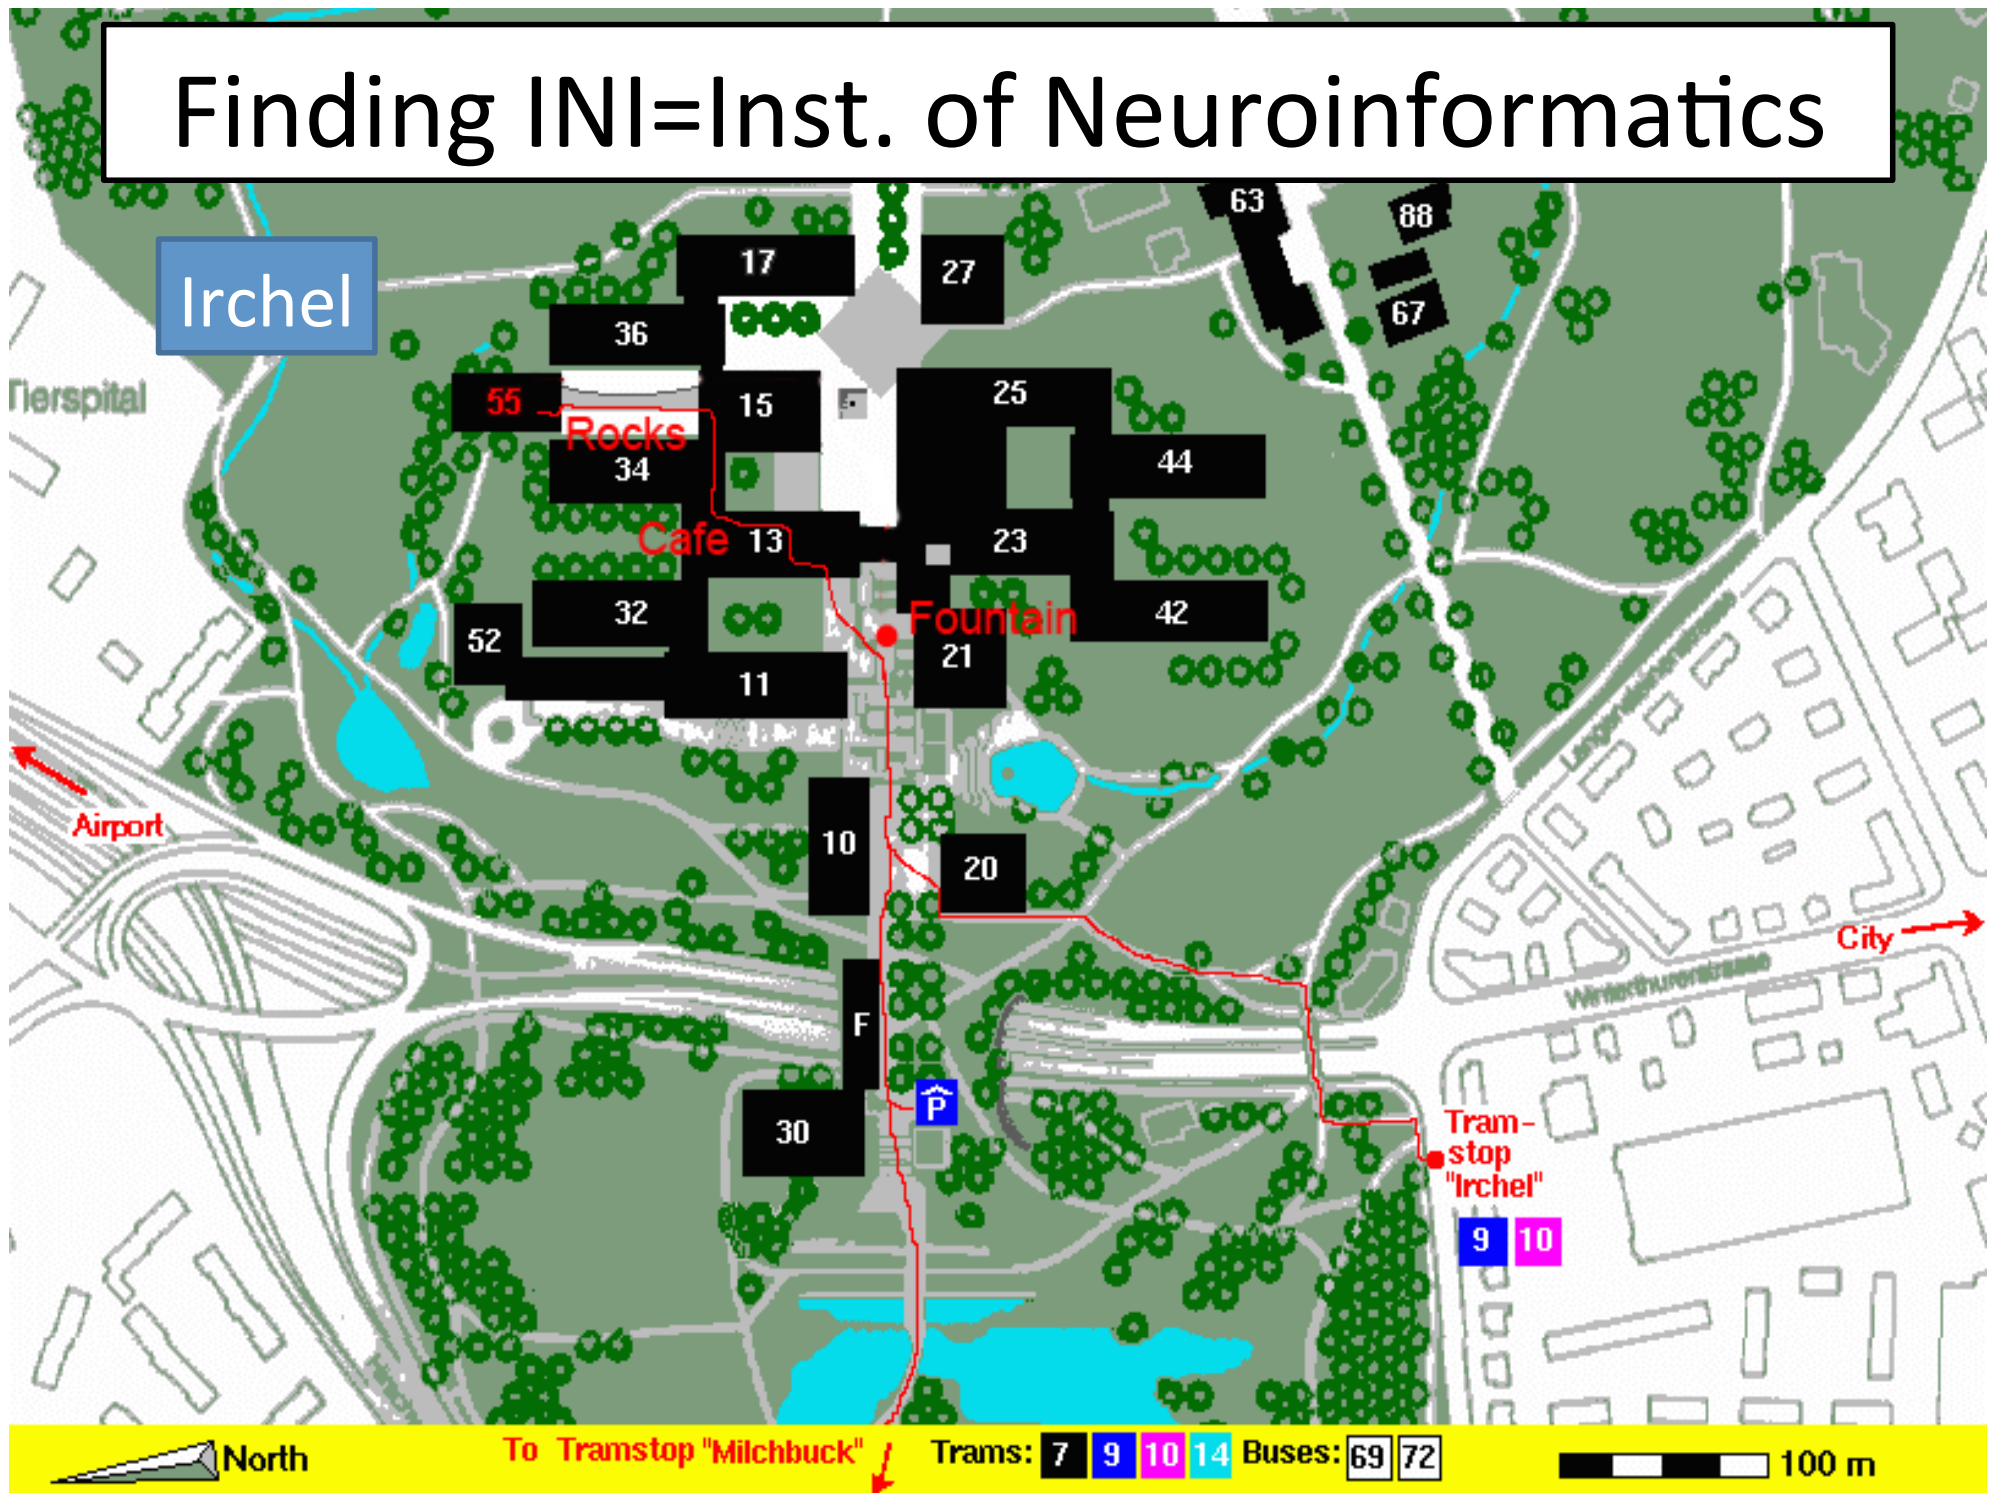 Finding INI=Inst. of Neuroinformatics
Irchel
63
88
17
27
67
36
Tierspital
55
15
25
Rocks
34
44
Cafe
13
23
32
Fountain
42
52
21
11
Airport
10
20
City
Winterthurerstrasse
F
P
30
Tram-
stop
"Irchel"
9 10
North
To Tramstop "Milchbuck"
Trams: 7 9 10 14 Buses: 69 72
100 m